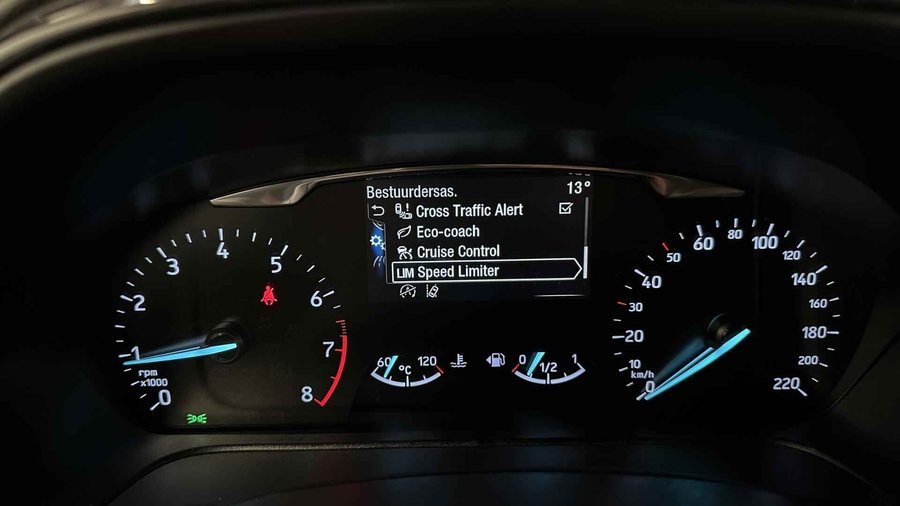 Bestuurdersas. 13°
Cross Traffic Alert
Eco-coach
Cruise Control
LIM Speed Limiter
0 1 2 3 4 5 6 7 8
rpm
x1000
60 °C 120
0 1/2 1
0 10 20 30 40 50 60 80 100 120 140 160 180 200 220
km/h